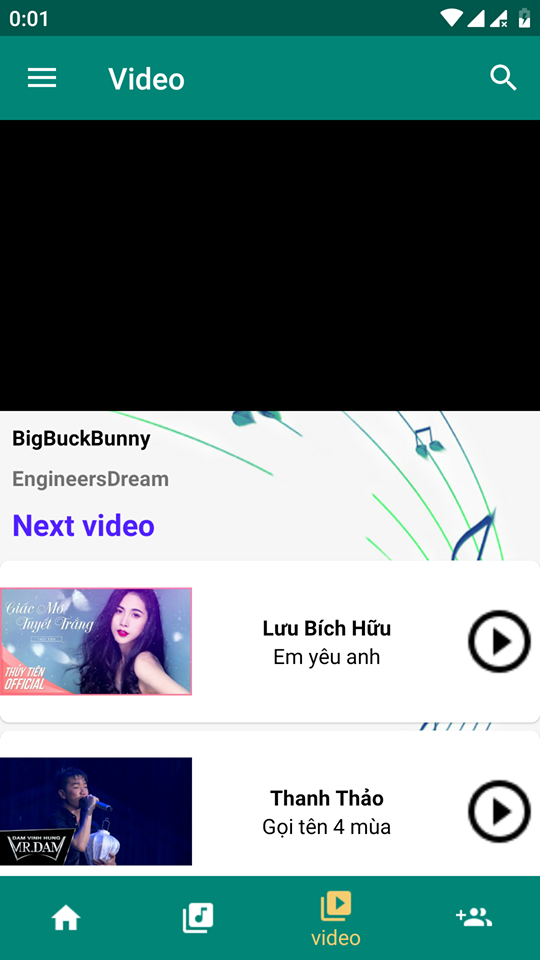 0:01
Video
BigBuckBunny
EngineersDream
Next video
Giấc Mơ
Tuyết Trắng
THỦY TIÊN
OFFICIAL
Lưu Bích Hữu
Em yêu anh
DAM VINH HUNG
MR.DAM
Thanh Thảo
Gọi tên 4 mùa
video